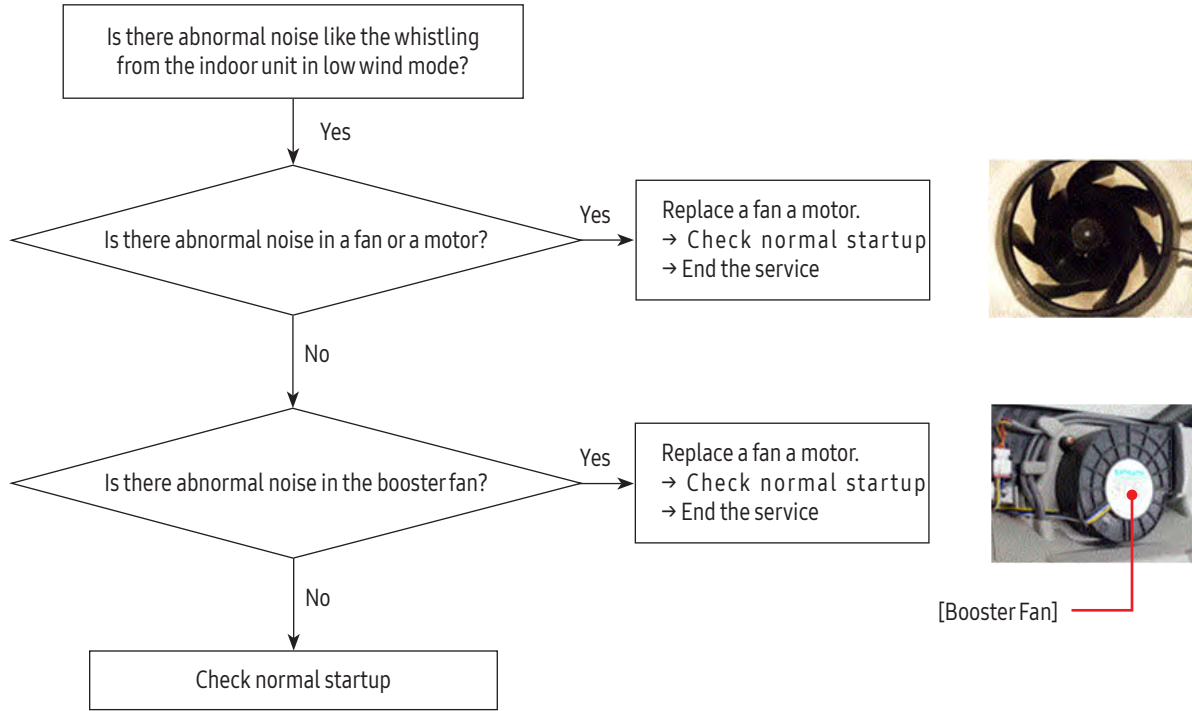 Is there abnormal noise like the whistling
from the indoor unit in low wind mode?
Yes
Is there abnormal noise in a fan or a motor?
Yes
Replace a fan a motor.
→ Check normal startup
→ End the service
No
Is there abnormal noise in the booster fan?
Yes
Replace a fan a motor.
→ Check normal startup
→ End the service
[Booster Fan]
No
Check normal startup